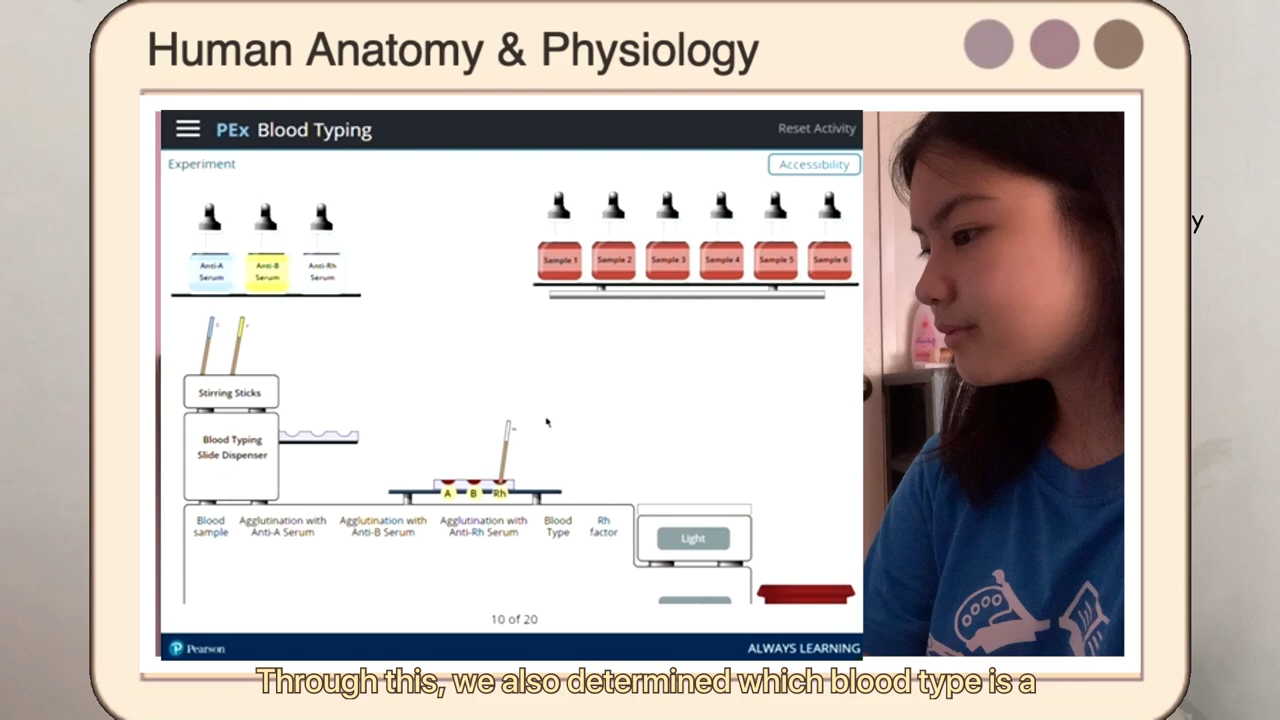 Human Anatomy & Physiology
PEx Blood Typing
Reset Activity
Experiment
Accessibility
Anti-A
Serum
Anti-B
Serum
Anti-Rh
Serum
Sample 1
Sample 2
Sample 3
Sample 4
Sample 5
Sample 6
y
Stirring Sticks
Blood Typing
Slide Dispenser
A B Rh
Blood
sample
Agglutination with
Anti-A Serum
Agglutination with
Anti-B Serum
Agglutination with
Anti-Rh Serum
Blood
Type
Rh
factor
Light
10 of 20
Pearson
ALWAYS LEARNING
Through this, we also determined which blood type is a